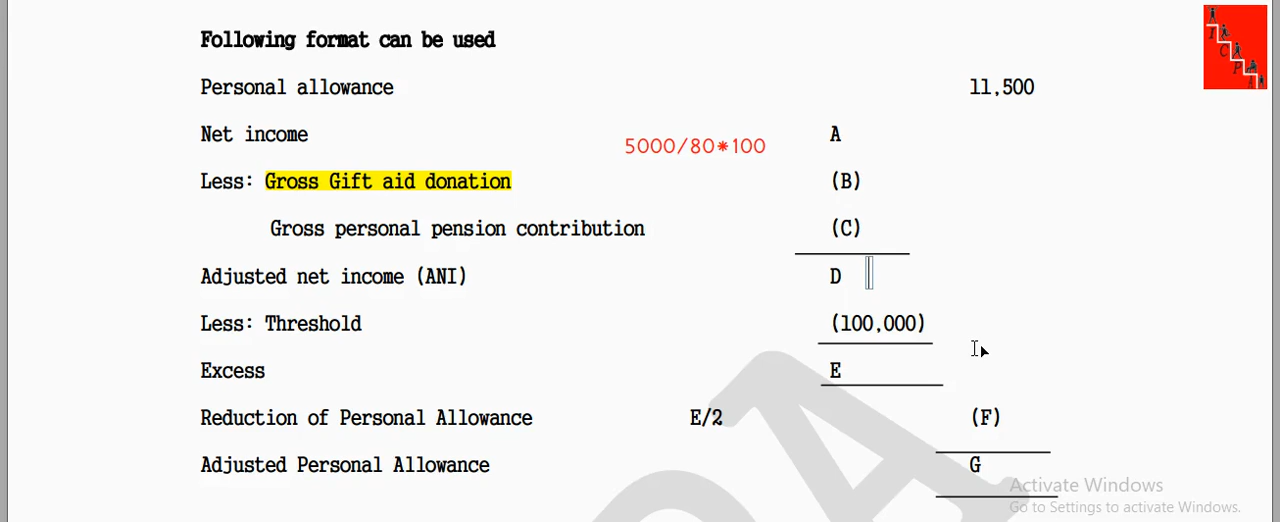 Following format can be used
Personal allowance 11,500
Net income A
5000/80*100
Less: Gross Gift aid donation (B)
Gross personal pension contribution (C)
Adjusted net income (ANI) D
Less: Threshold (100,000)
Excess E
Reduction of Personal Allowance E/2 (F)
Adjusted Personal Allowance G
Activate Windows
Go to Settings to activate Windows.
I
C
P
A